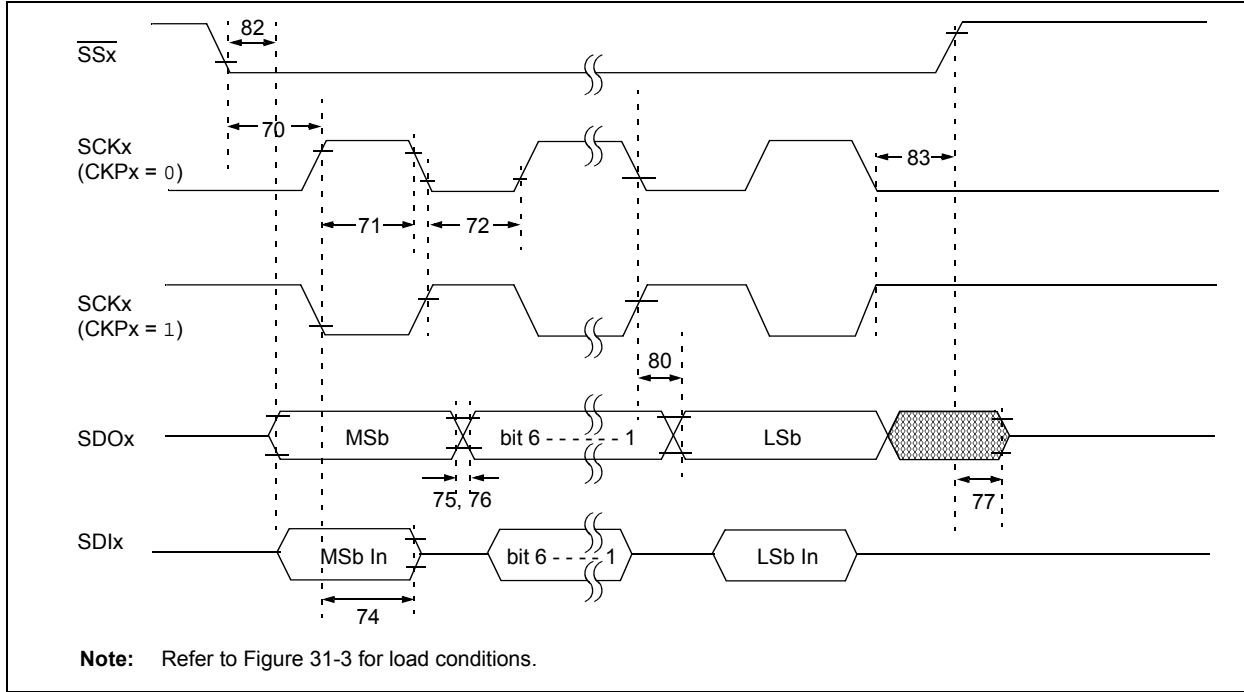 82
SSx
70
SCKx
(CKPx = 0)
83
71
72
SCKx
(CKPx = 1)
80
SDOx
MSb
bit 6 - - - - - - 1
LSb
75, 76
77
SDIx
MSb In
bit 6 - - - - 1
LSb In
74
Note: Refer to Figure 31-3 for load conditions.